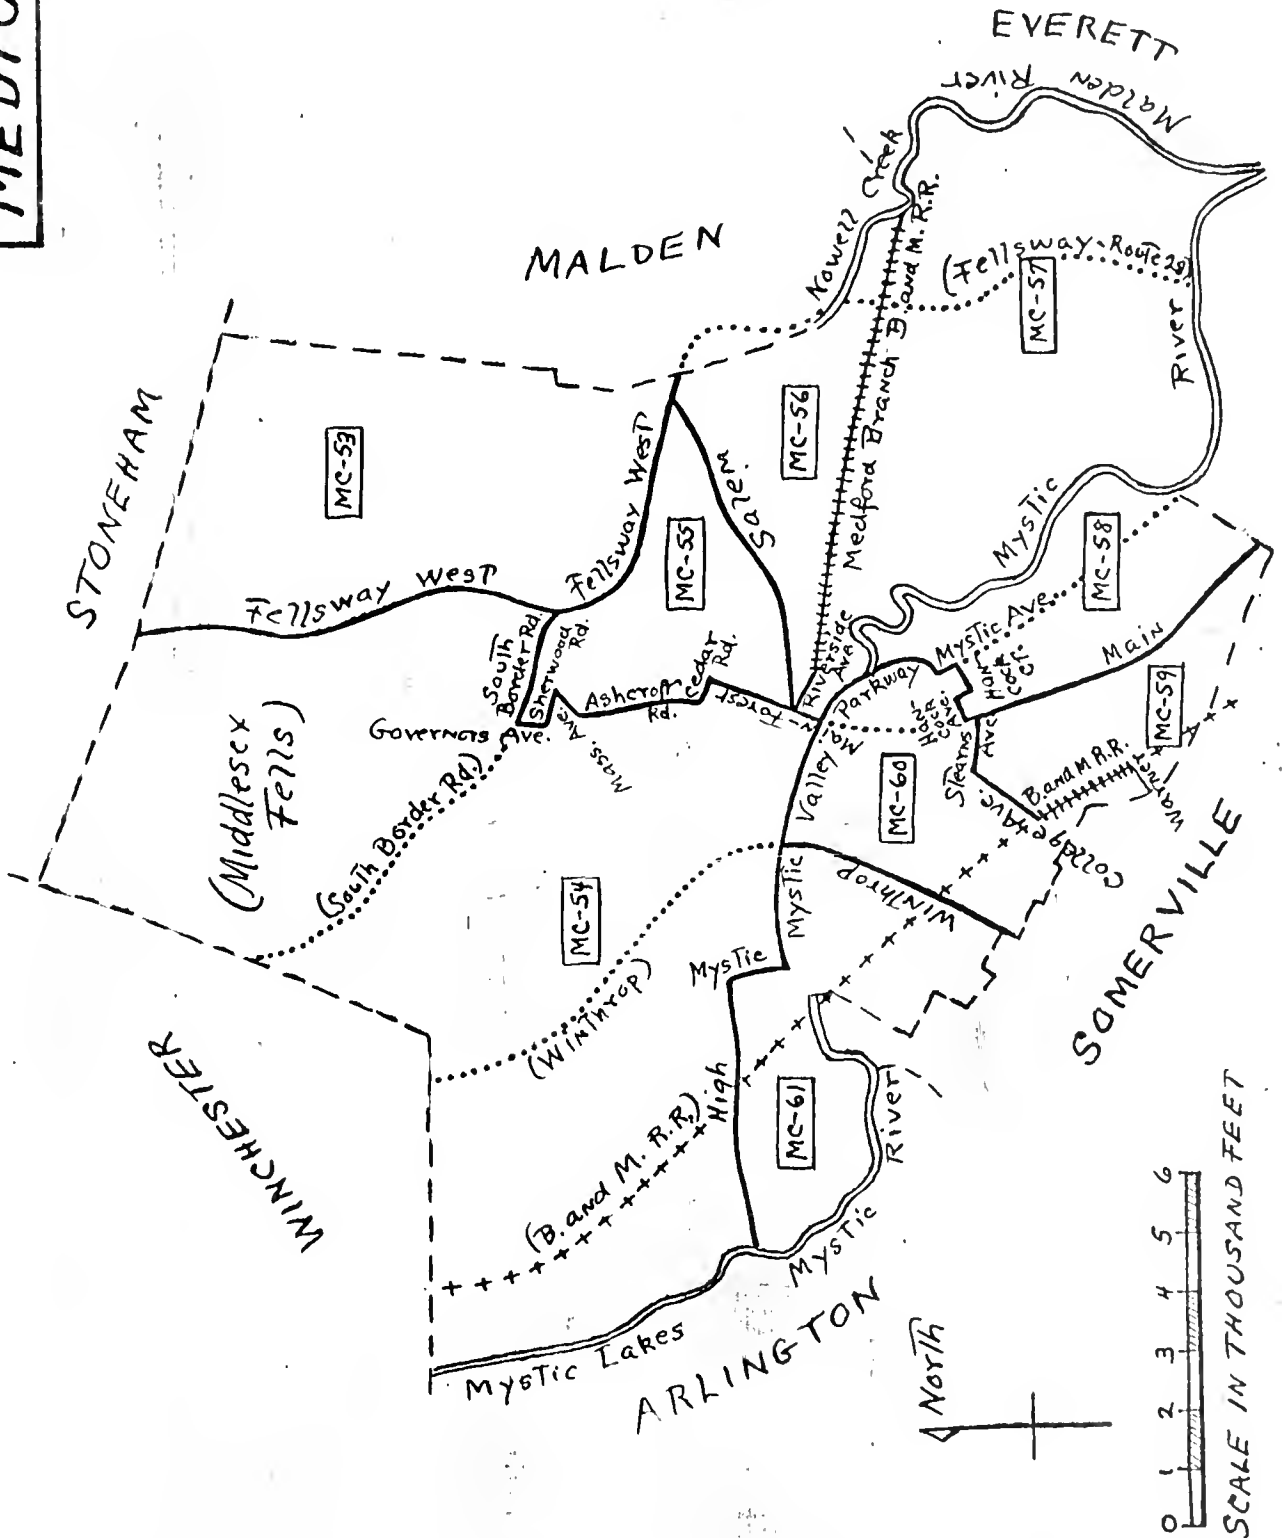 MEDFO
EVERETT
Malden River
MALDEN
STONEHAM
Nowell Creek
(Fellsway-Route 28)
MC-57
Medford Branch B. and M. R.R.
River
MC-53
MC-56
Fellsway West
Fellsway West
Salem
MC-55
Mystic
MC-58
South Border Rd.
Sherwood Rd.
Governors Ave.
Mass. Ave.
Ashcroft Rd.
Cedar Rd.
Forest
Riverside Ave.
Main
Parkway
Mystic Ave.
Hancock Ct.
Hancock Ave.
Stearns Ave
Main
MC-59
(Middlesex Fells)
(South Border Rd.)
Valley
MC-60
College Ave.
B. and M R.R.
Warner
MC-54
Mystic
Winthrop
(Winthrop)
Mystic
SOMERVILLE
WINCHESTER
(B. and M. R.R.)
High
MC-61
River
Mystic
Mystic Lakes
ARLINGTON
North
0 1 2 3 4 5 6
SCALE IN THOUSAND FEET